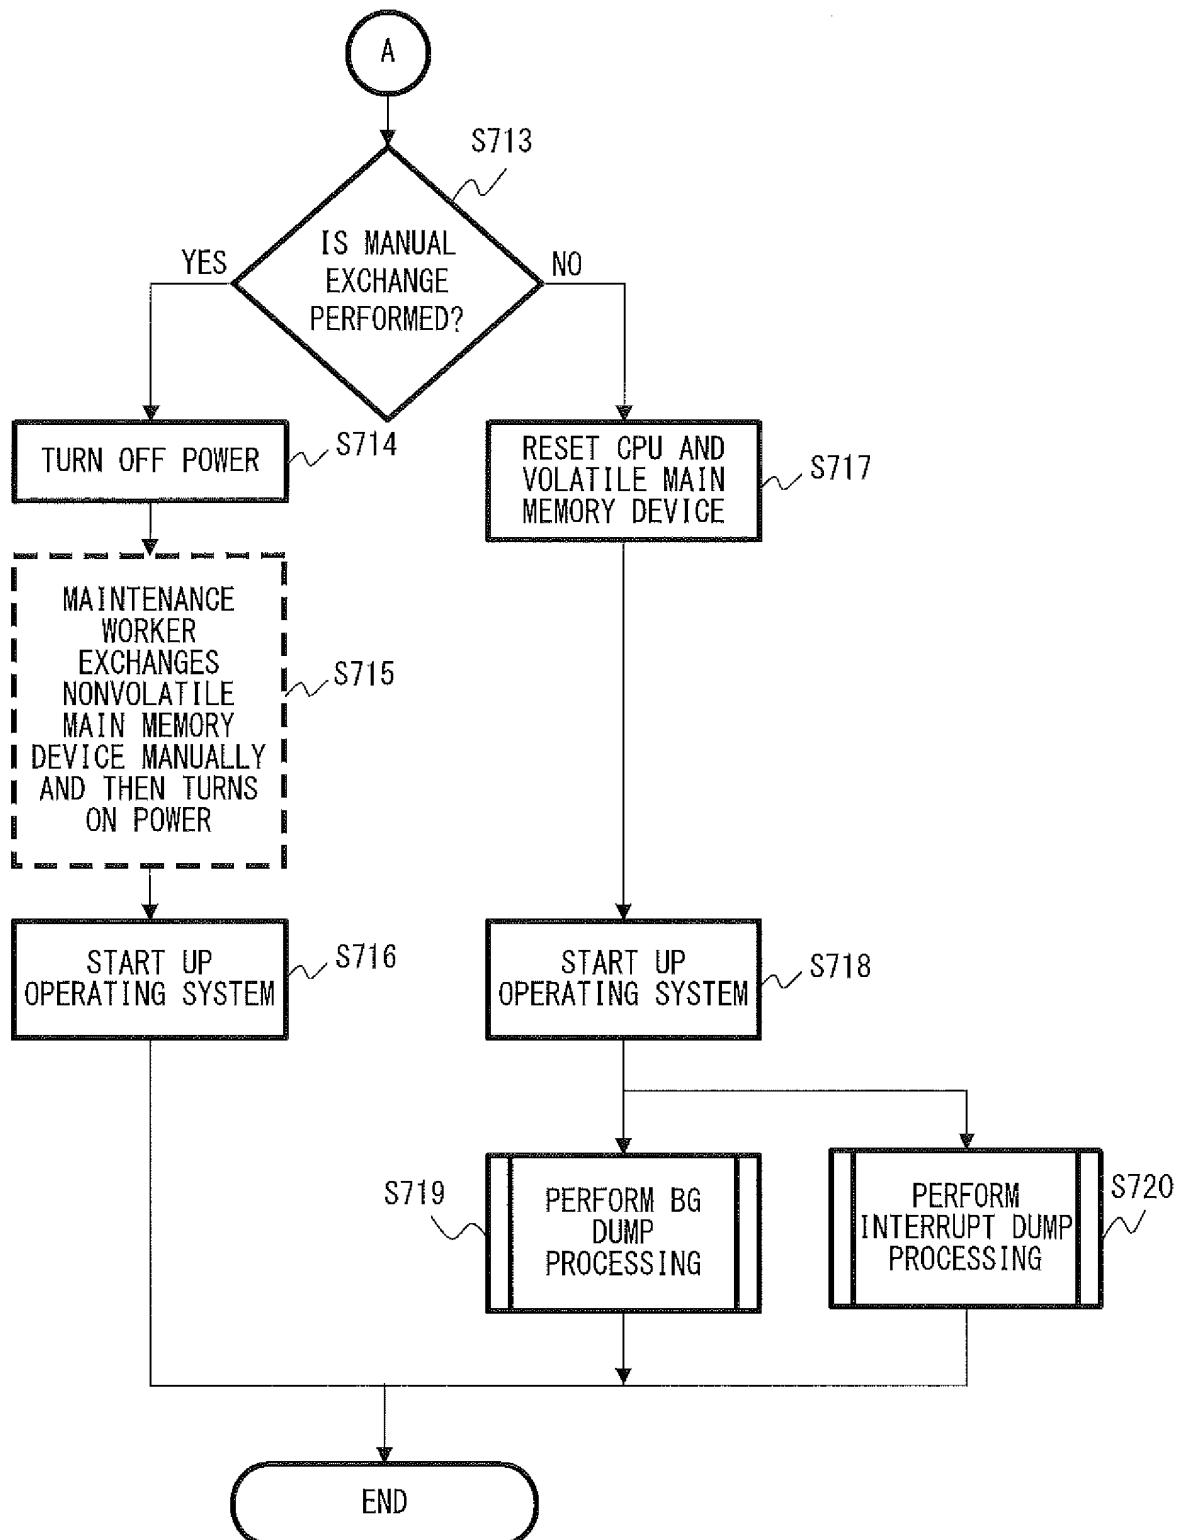 A
S713
IS MANUAL
EXCHANGE
PERFORMED?
YES
NO
TURN OFF POWER
S714
RESET CPU AND
VOLATILE MAIN
MEMORY DEVICE
S717
MAINTENANCE
WORKER
EXCHANGES
NONVOLATILE
MAIN MEMORY
DEVICE MANUALLY
AND THEN TURNS
ON POWER
S715
START UP
OPERATING SYSTEM
S716
START UP
OPERATING SYSTEM
S718
S719
PERFORM BG
DUMP
PROCESSING
PERFORM
INTERRUPT DUMP
PROCESSING
S720
END